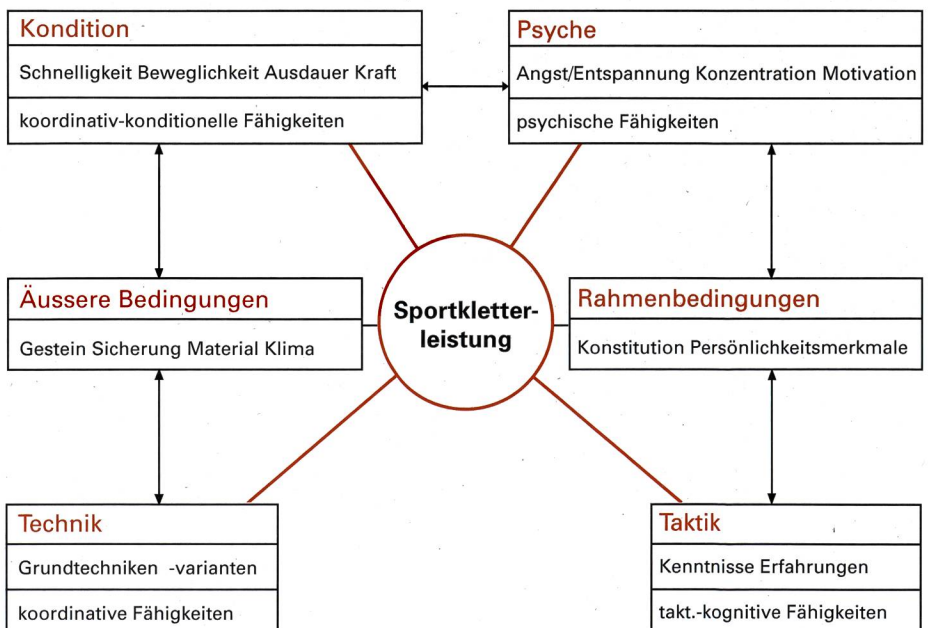 Kondition
Schnelligkeit Beweglichkeit Ausdauer Kraft
koordinativ-konditionelle Fähigkeiten
Psyche
Angst/Entspannung Konzentration Motivation
psychische Fähigkeiten
Äussere Bedingungen
Gestein Sicherung Material Klima
Sportkletter-
leistung
Rahmenbedingungen
Konstitution Persönlichkeitsmerkmale
Technik
Grundtechniken -varianten
koordinative Fähigkeiten
Taktik
Kenntnisse Erfahrungen
takt.-kognitive Fähigkeiten